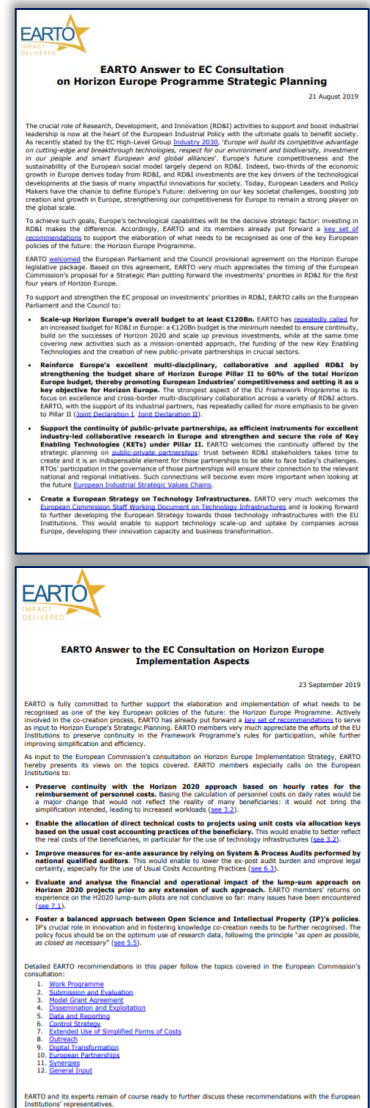 EARTO
IMPACT
DELIVERED
EARTO Answer to EC Consultation
on Horizon Europe Programme Strategic Planning
21 August 2019
The crucial role of Research, Development, and Innovation (RD&I) activities to support and boost industrial
leadership is now at the heart of the European Industrial Policy with the ultimate goals to benefit society.
As recently stated by the EC High-Level Group Industry 2030, 'Europe will build its competitive advantage
on cutting-edge and breakthrough technologies, respect for our environment and biodiversity, investment
in our people and smart European and global alliances'. Europe's future competitiveness and the
sustainability of the European social model largely depend on RD&I. Indeed, two-thirds of the economic
growth in Europe derives today from RD&I, and RD&I investments are the key drivers of the technological
developments at the basis of many impactful innovations for society. Today, European Leaders and Policy
Makers have the chance to define Europe's Future: delivering on our key societal challenges, boosting job
creation and growth in Europe, strengthening our competitiveness for Europe to remain a strong player on
the global scale.
To achieve such goals, Europe's technological capabilities will be the decisive strategic factor: investing in
RD&I makes the difference. Accordingly, EARTO and its members already put forward a key set of
recommendations to support the elaboration of what needs to be recognised as one of the key European
policies of the future: the Horizon Europe Programme.
EARTO welcomed the European Parliament and the Council provisional agreement on the Horizon Europe
legislative package. Based on this agreement, EARTO very much appreciates the timing of the European
Commission's proposal for a Strategic Plan putting forward the investments' priorities in RD&I for the first
four years of Horizon Europe.
To support and strengthen the EC proposal on investments' priorities in RD&I, EARTO calls on the European
Parliament and the Council to:
• Scale-up Horizon Europe's overall budget to at least €120Bn. EARTO has repeatedly called for
an increased budget for RD&I in Europe: a €120Bn budget is the minimum needed to ensure continuity,
build on the successes of Horizon 2020 and scale up previous investments, while at the same time
covering new activities such as a mission-oriented approach, the funding of the new Key Enabling
Technologies and the creation of new public-private partnerships in crucial sectors.
• Reinforce Europe's excellent multi-disciplinary, collaborative and applied RD&I by
strengthening the budget share of Horizon Europe Pillar II to 60% of the total Horizon
Europe budget, thereby promoting European Industries' competitiveness and setting it as a
key objective for Horizon Europe. The strongest aspect of the EU Framework Programme is its
focus on excellence and cross-border multi-disciplinary collaboration across a variety of RD&I actors.
EARTO, with the support of its industrial partners, has repeatedly called for more emphasis to be given
to Pillar II (Joint Declaration I, Joint Declaration II).
• Support the continuity of public-private partnerships, as efficient instruments for excellent
industry-led collaborative research in Europe and strengthen and secure the role of Key
Enabling Technologies (KETs) under Pillar II. EARTO welcomes the continuity offered by the
strategic planning on public-private partnerships: trust between RD&I stakeholders takes time to
create and it is an indispensable element for those partnerships to be able to face today's challenges.
RTOs' participation in the governance of those partnerships will ensure their connection to the relevant
national and regional initiatives. Such connections will become even more important when looking at
the future European Industrial Strategic Values Chains.
• Create a European Strategy on Technology Infrastructures. EARTO very much welcomes the
European Commission Staff Working Document on Technology Infrastructures and is looking forward
to further developing the European Strategy towards those technology infrastructures with the EU
Institutions. This would enable to support technology scale-up and uptake by companies across
Europe, developing their innovation capacity and business transformation.
EARTO
IMPACT
DELIVERED
EARTO Answer to the EC Consultation on Horizon Europe
Implementation Aspects
23 September 2019
EARTO is fully committed to further support the elaboration and implementation of what needs to be
recognised as one of the key European policies of the future: the Horizon Europe Programme. Actively
involved in the co-creation process, EARTO has already put forward a key set of recommendations to serve
as input to Horizon Europe's Strategic Planning. EARTO members very much appreciate the efforts of the EU
Institutions to preserve continuity in the Framework Programme's rules for participation, while further
improving simplification and efficiency.
As input to the European Commission's consultation on Horizon Europe Implementation Strategy, EARTO
hereby presents its views on the topics covered. EARTO members especially calls on the European
Institutions to:
• Preserve continuity with the Horizon 2020 approach based on hourly rates for the
reimbursement of personnel costs. Basing the calculation of personnel costs on daily rates would be
a major change that would not reflect the reality of many beneficiaries: it would not bring the
simplification intended, leading to increased workloads (see 3.2).
• Enable the allocation of direct technical costs to projects using unit costs via allocation keys
based on the usual cost accounting practices of the beneficiary. This would enable to better reflect
the real costs of the beneficiaries, in particular for the use of technology infrastructures (see 3.2).
• Improve measures for ex-ante assurance by relying on System & Process Audits performed by
national qualified auditors. This would enable to lower the ex-post audit burden and improve legal
certainty, especially for the use of Usual Costs Accounting Practices (see 6.3).
• Evaluate and analyse the financial and operational impact of the lump-sum approach on
Horizon 2020 projects prior to any extension of such approach. EARTO members' returns on
experience on the H2020 lump-sum pilots are not conclusive so far: many issues have been encountered
(see 7.1).
• Foster a balanced approach between Open Science and Intellectual Property (IP)'s policies.
IP's crucial role in innovation and in fostering knowledge co-creation needs to be further recognised. The
policy focus should be on the optimum use of research data, following the principle "as open as possible,
as closed as necessary" (see 5.5).
Detailed EARTO recommendations in this paper follow the topics covered in the European Commission's
consultation:
1. Work Programme
2. Submission and Evaluation
3. Model Grant Agreement
4. Dissemination and Exploitation
5. Data and Reporting
6. Control Strategy
7. Extended Use of Simplified Forms of Costs
8. Outreach
9. Digital Transformation
10. European Partnerships
11. Synergies
12. General Input
EARTO and its experts remain of course ready to further discuss these recommendations with the European
Institutions' representatives.